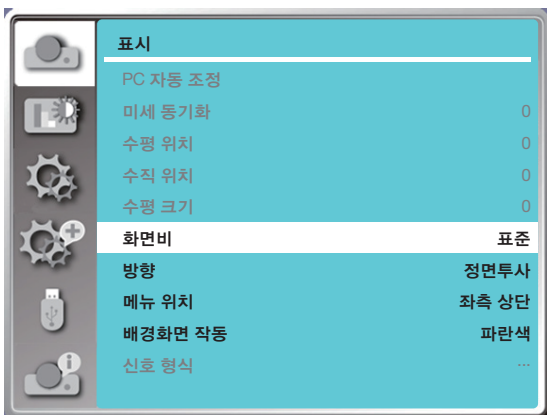 표시
PC 자동 조정
미세 동기화 0
수평 위치 0
수직 위치 0
수평 크기 0
화면비 표준
방향 정면투사
메뉴 위치 좌측 상단
배경화면 작동 파란색
신호 형식 ...